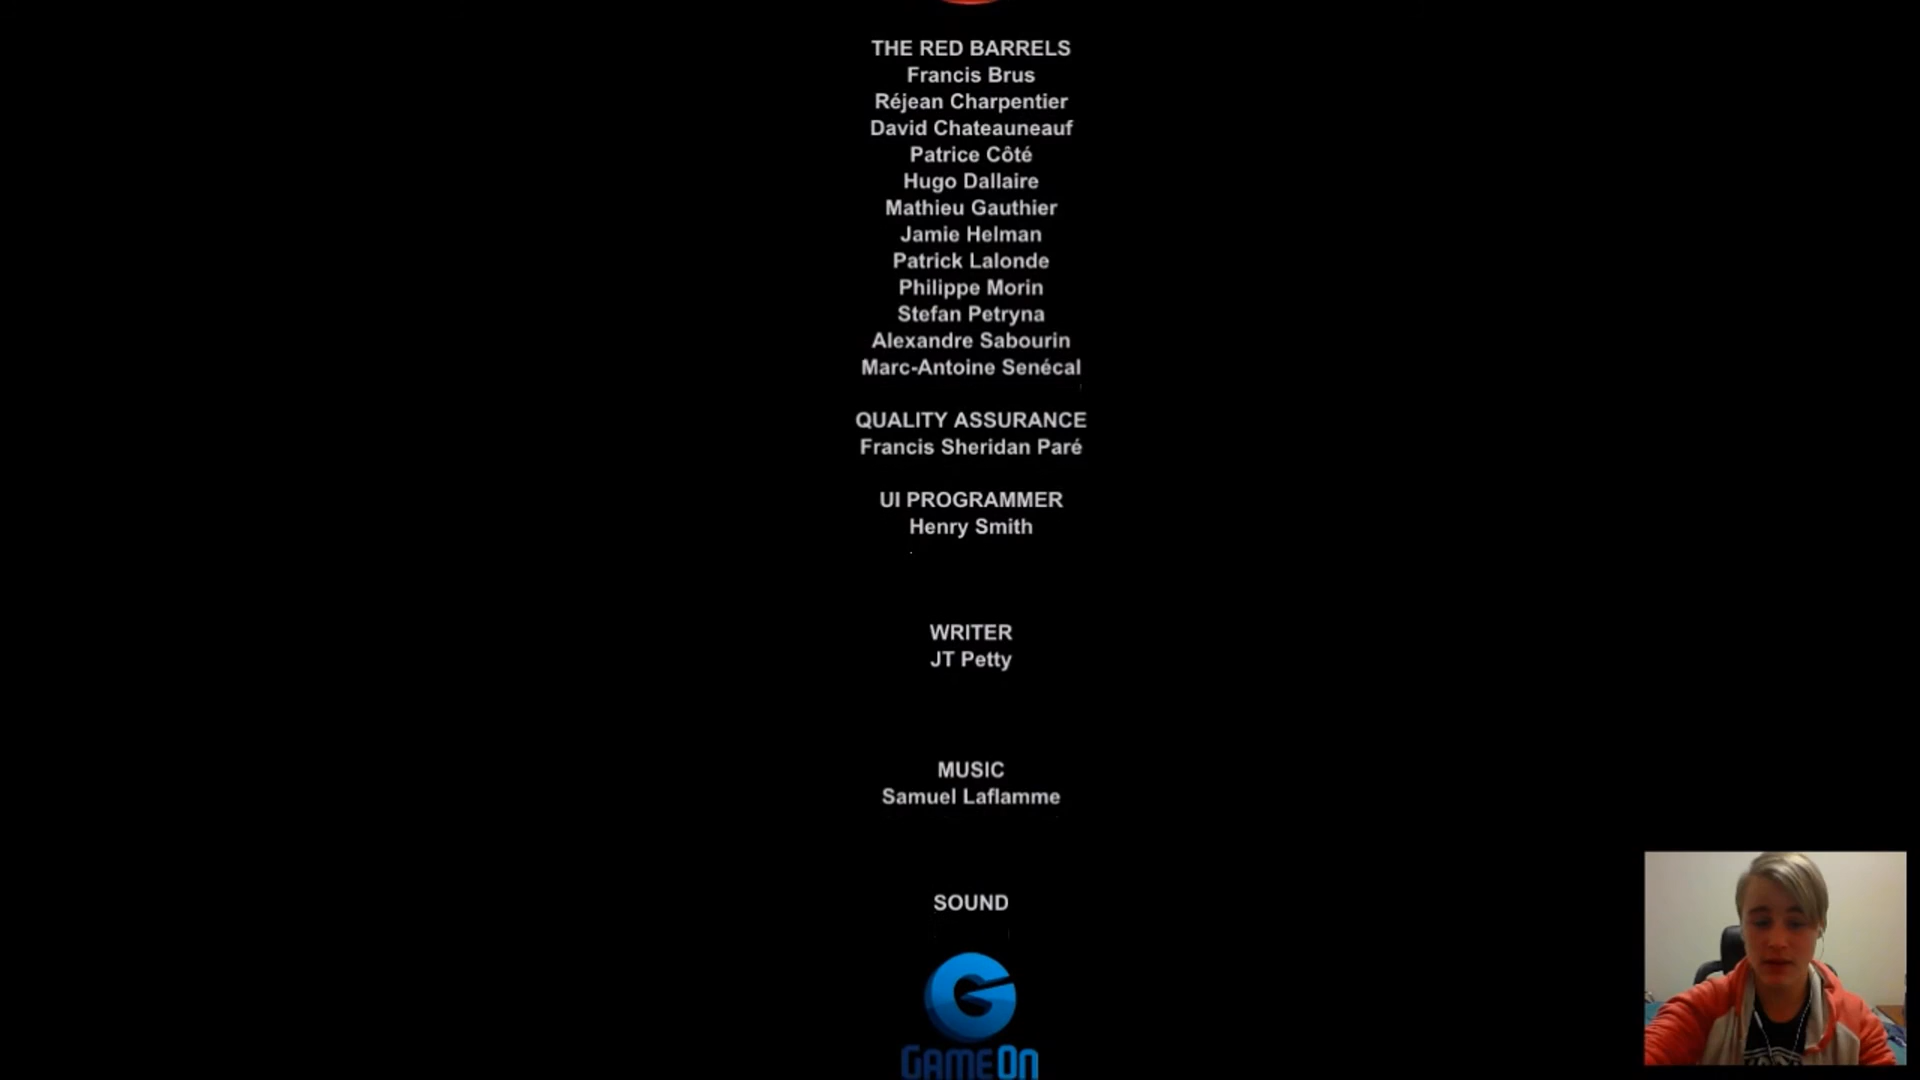 THE RED BARRELS
Francis Brus
Réjean Charpentier
David Chateauneuf
Patrice Côté
Hugo Dallaire
Mathieu Gauthier
Jamie Helman
Patrick Lalonde
Philippe Morin
Stefan Petryna
Alexandre Sabourin
Marc-Antoine Senécal
QUALITY ASSURANCE
Francis Sheridan Paré
UI PROGRAMMER
Henry Smith
WRITER
JT Petty
MUSIC
Samuel Laflamme
SOUND
GAMEON